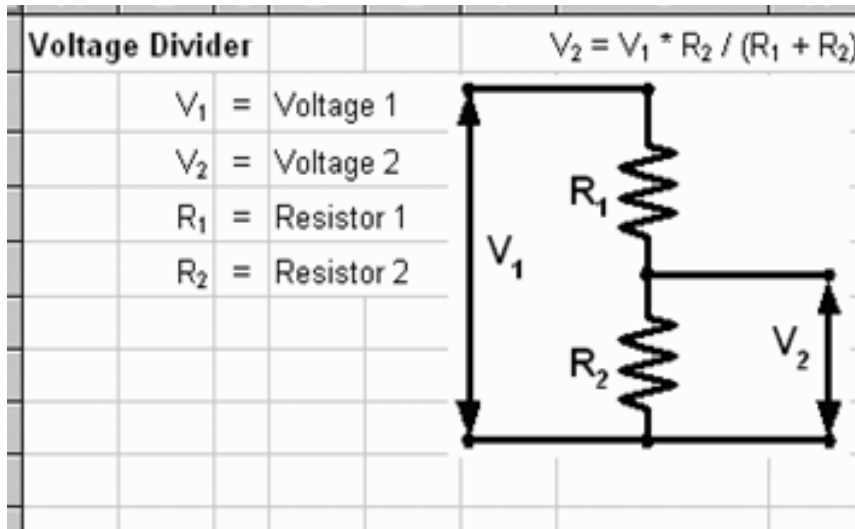 Voltage Divider V₂ = V₁ * R₂ / (R₁ + R₂)
V₁ = Voltage 1
V₂ = Voltage 2
R₁ = Resistor 1
R₂ = Resistor 2
R₁
V₁
V₂
R₂